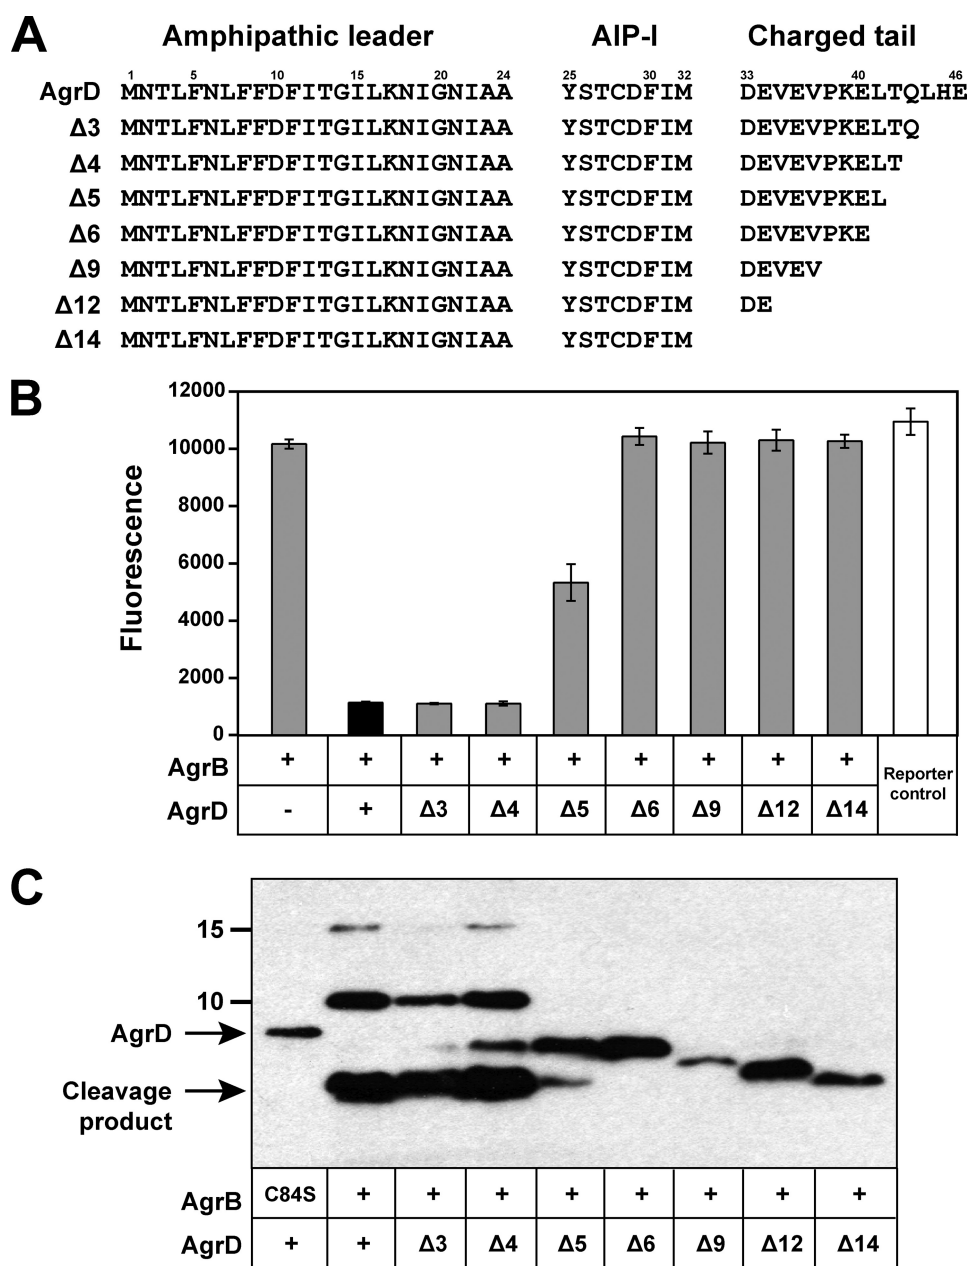 A
Amphipathic leader AIP-I Charged tail
1 5 10 15 20 24 25 30 32 33 40 46
AgrD MNTLFNLFFDFITGILKNIGNIAA YSTCDFIM DEVEVPKELTQLHE
Δ3 MNTLFNLFFDFITGILKNIGNIAA YSTCDFIM DEVEVPKELTQ
Δ4 MNTLFNLFFDFITGILKNIGNIAA YSTCDFIM DEVEVPKELT
Δ5 MNTLFNLFFDFITGILKNIGNIAA YSTCDFIM DEVEVPKEL
Δ6 MNTLFNLFFDFITGILKNIGNIAA YSTCDFIM DEVEVPKE
Δ9 MNTLFNLFFDFITGILKNIGNIAA YSTCDFIM DEVEV
Δ12 MNTLFNLFFDFITGILKNIGNIAA YSTCDFIM DE
Δ14 MNTLFNLFFDFITGILKNIGNIAA YSTCDFIM
B
Fluorescence
12000
10000
8000
6000
4000
2000
0
AgrB + + + + + + + + +
AgrD - + Δ3 Δ4 Δ5 Δ6 Δ9 Δ12 Δ14
Reporter
control
C
15
10
AgrD
Cleavage
product
AgrB C84S + + + + + + + +
AgrD + + Δ3 Δ4 Δ5 Δ6 Δ9 Δ12 Δ14